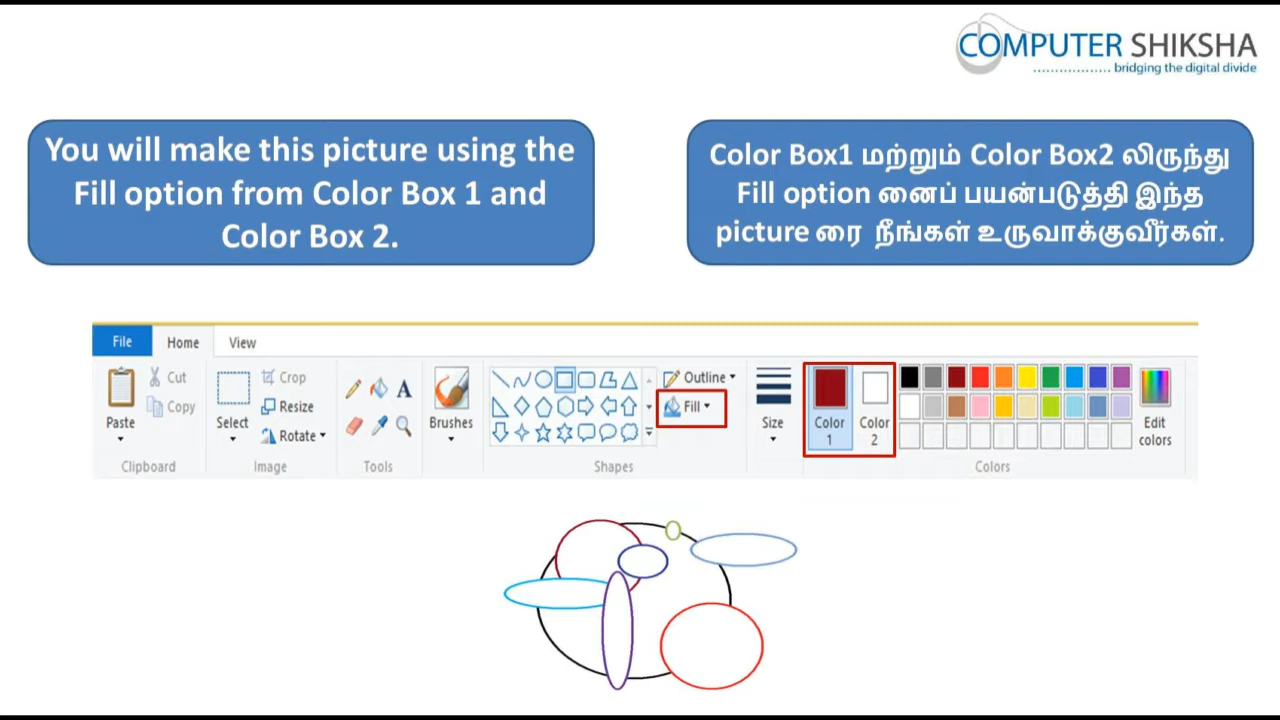 COMPUTER SHIKSHA
.................. bridging the digital divide
You will make this picture using the
Fill option from Color Box 1 and
Color Box 2.
Color Box1 மற்றும் Color Box2 லிருந்து
Fill option னைப் பயன்படுத்தி இந்த
picture ரை நீங்கள் உருவாக்குவீர்கள்.
File Home View
Cut
Copy
Paste
Clipboard
Crop
Resize
Rotate
Select
Image
A
Tools
Brushes
Outline
Fill
Shapes
Size
Color
1
Color
2
Edit
colors
Colors